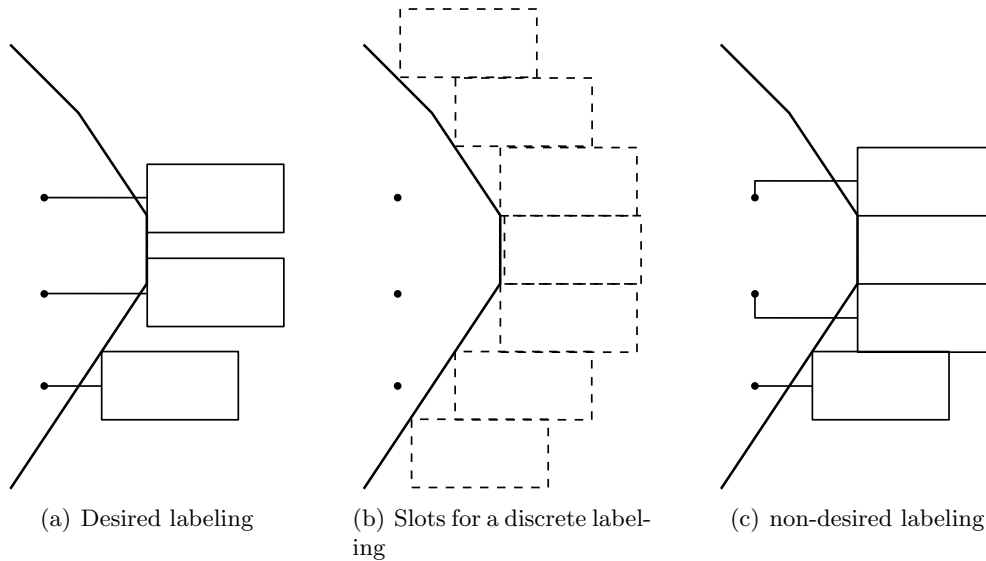 (a) Desired labeling
(b) Slots for a discrete label-
ing
(c) non-desired labeling